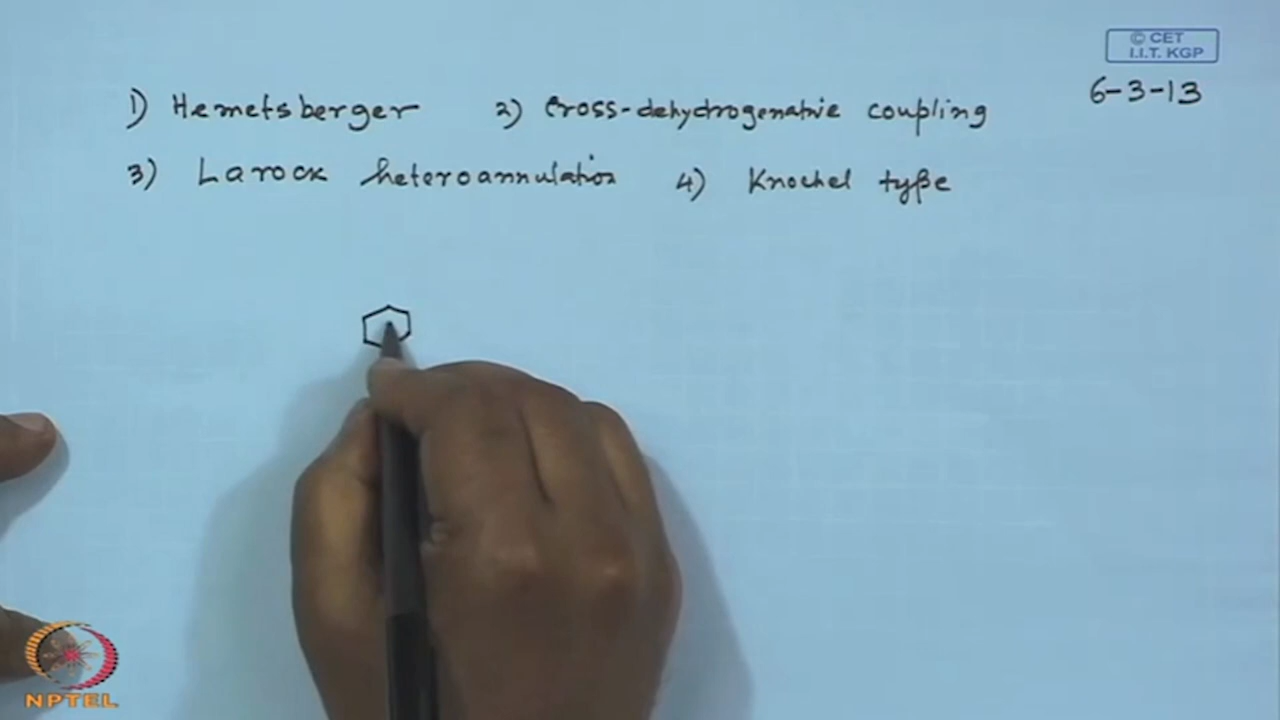 © CET
I.I.T. KGP
6-3-13
1) Hemetsberger 2) Cross-dehydrogenative coupling
3) Larock heteroannulation 4) Knochel type
NPTEL